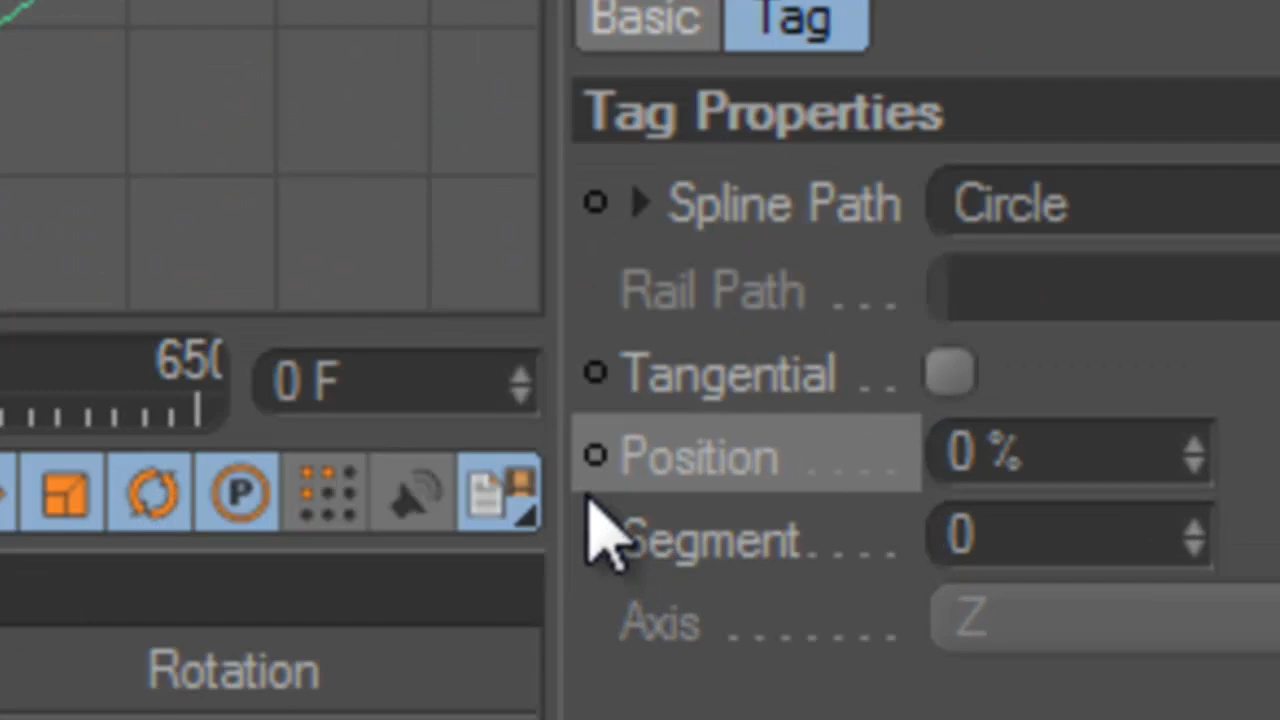 Basic Tag
Tag Properties
Spline Path Circle
Rail Path . . .
Tangential . . 
Position . . . . 0 %
Segment . . . . 0
Axis . . . . . . . Z
650 0 F
P
Rotation